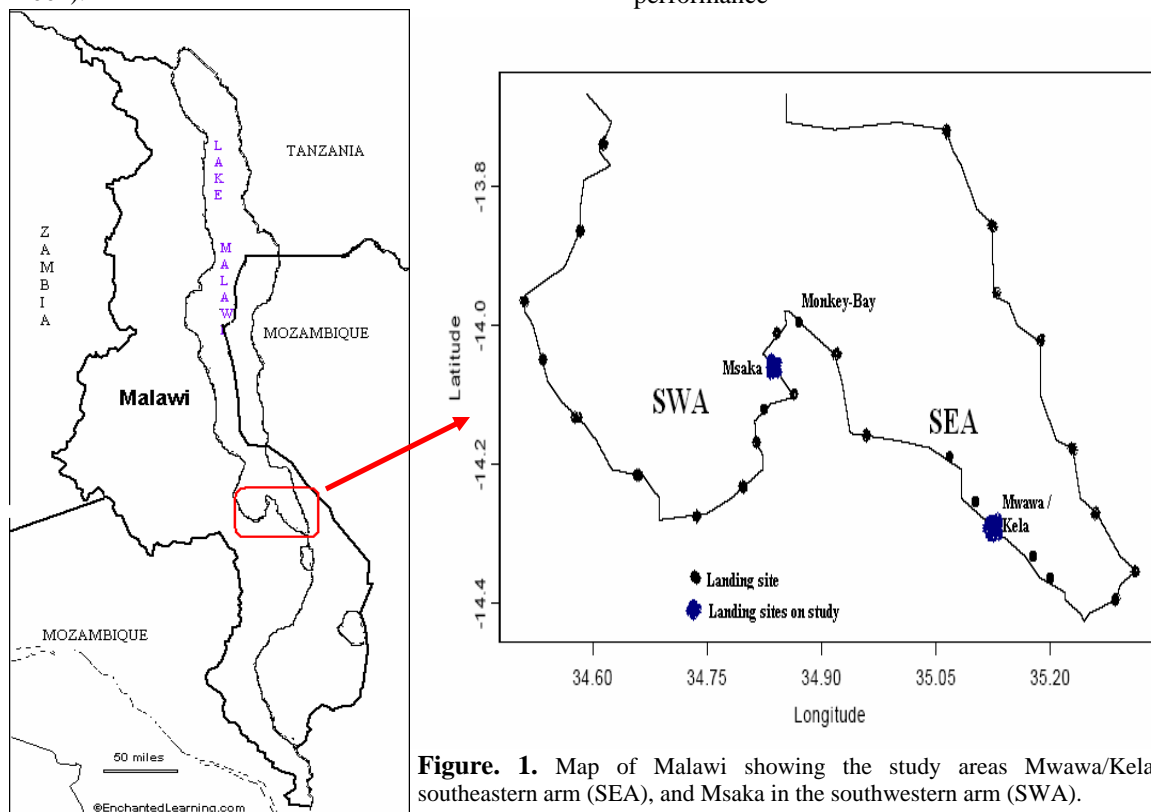 performance
TANZANIA
LAKE
MALAWI
ZAMBIA
MOZAMBIQUE
Malawi
MOZAMBIQUE
50 miles
©EnchantedLearning.com
Latitude
-13.8
-14.0
-14.2
-14.4
Monkey-Bay
Msaka
SWA
SEA
Mwawa /
Kela
Landing site
Landing sites on study
34.60 34.75 34.90 35.05 35.20
Longitude
Figure. 1. Map of Malawi showing the study areas Mwawa/Kela
southeastern arm (SEA), and Msaka in the southwestern arm (SWA).